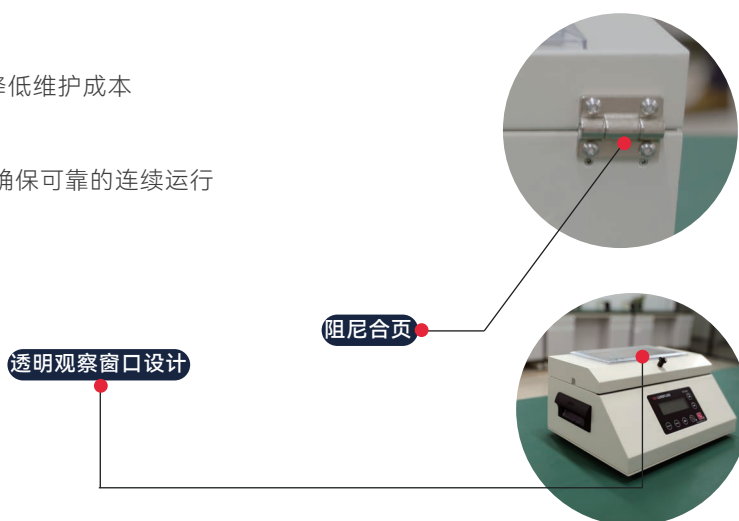 降低维护成本
确保可靠的连续运行
阻尼合页
透明观察窗口设计